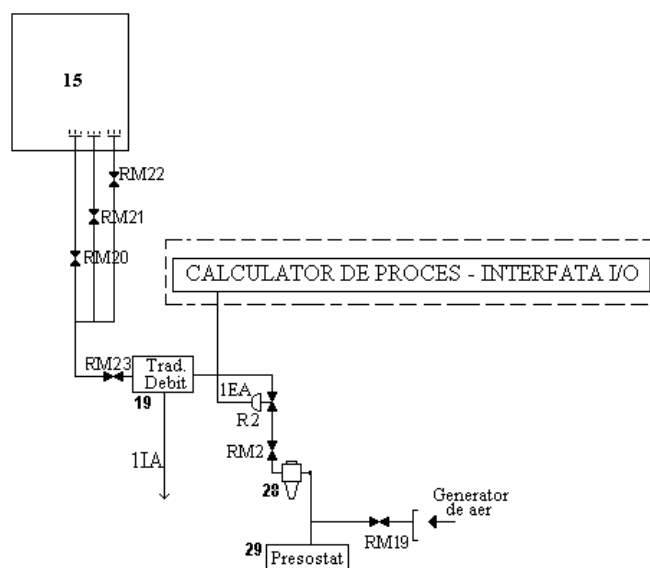 15
RM22
RM21
RM20
CALCULATOR DE PROCES - INTERFATA I/O
RM23
Trad.
Debit
19
1EA
R2
1IA
RM2
28
Generator
de aer
RM19
29
Presostat